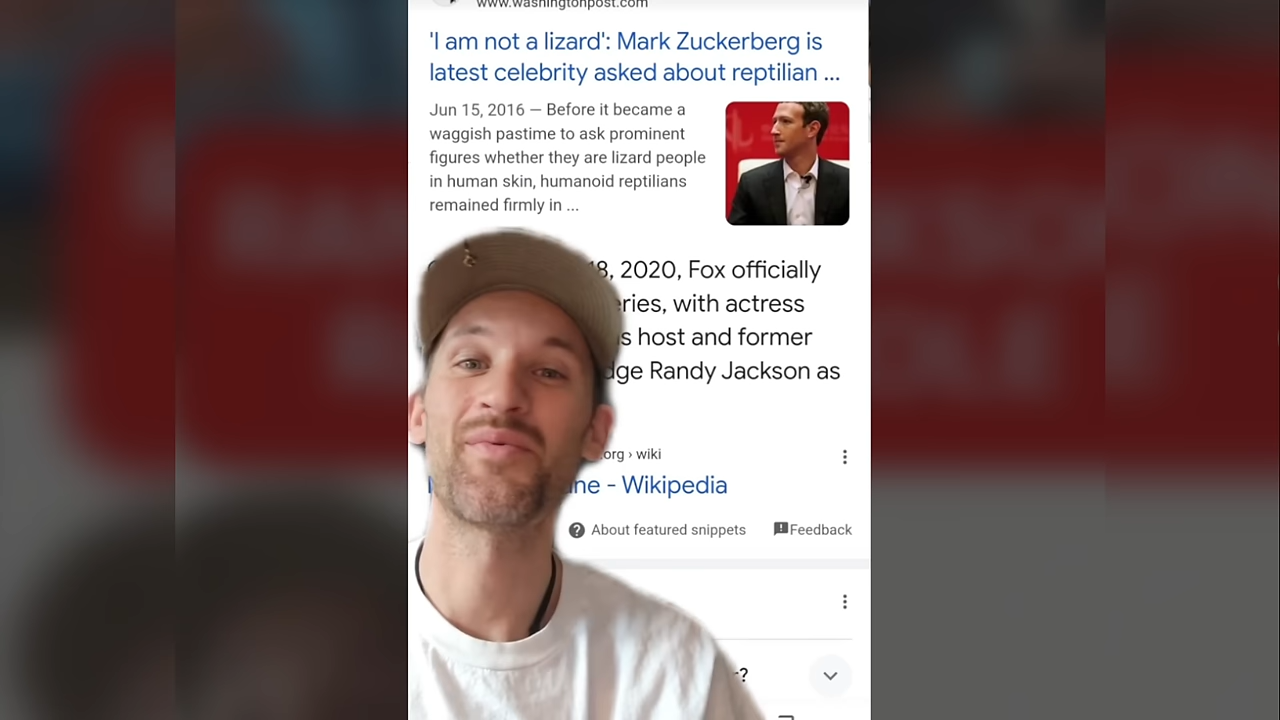 www.washingtonpost.com
'I am not a lizard': Mark Zuckerberg is
latest celebrity asked about reptilian ...
Jun 15, 2016 — Before it became a
waggish pastime to ask prominent
figures whether they are lizard people
in human skin, humanoid reptilians
remained firmly in ...
8, 2020, Fox officially
eries, with actress
s host and former
dge Randy Jackson as
org › wiki
ne - Wikipedia
About featured snippets
Feedback
?